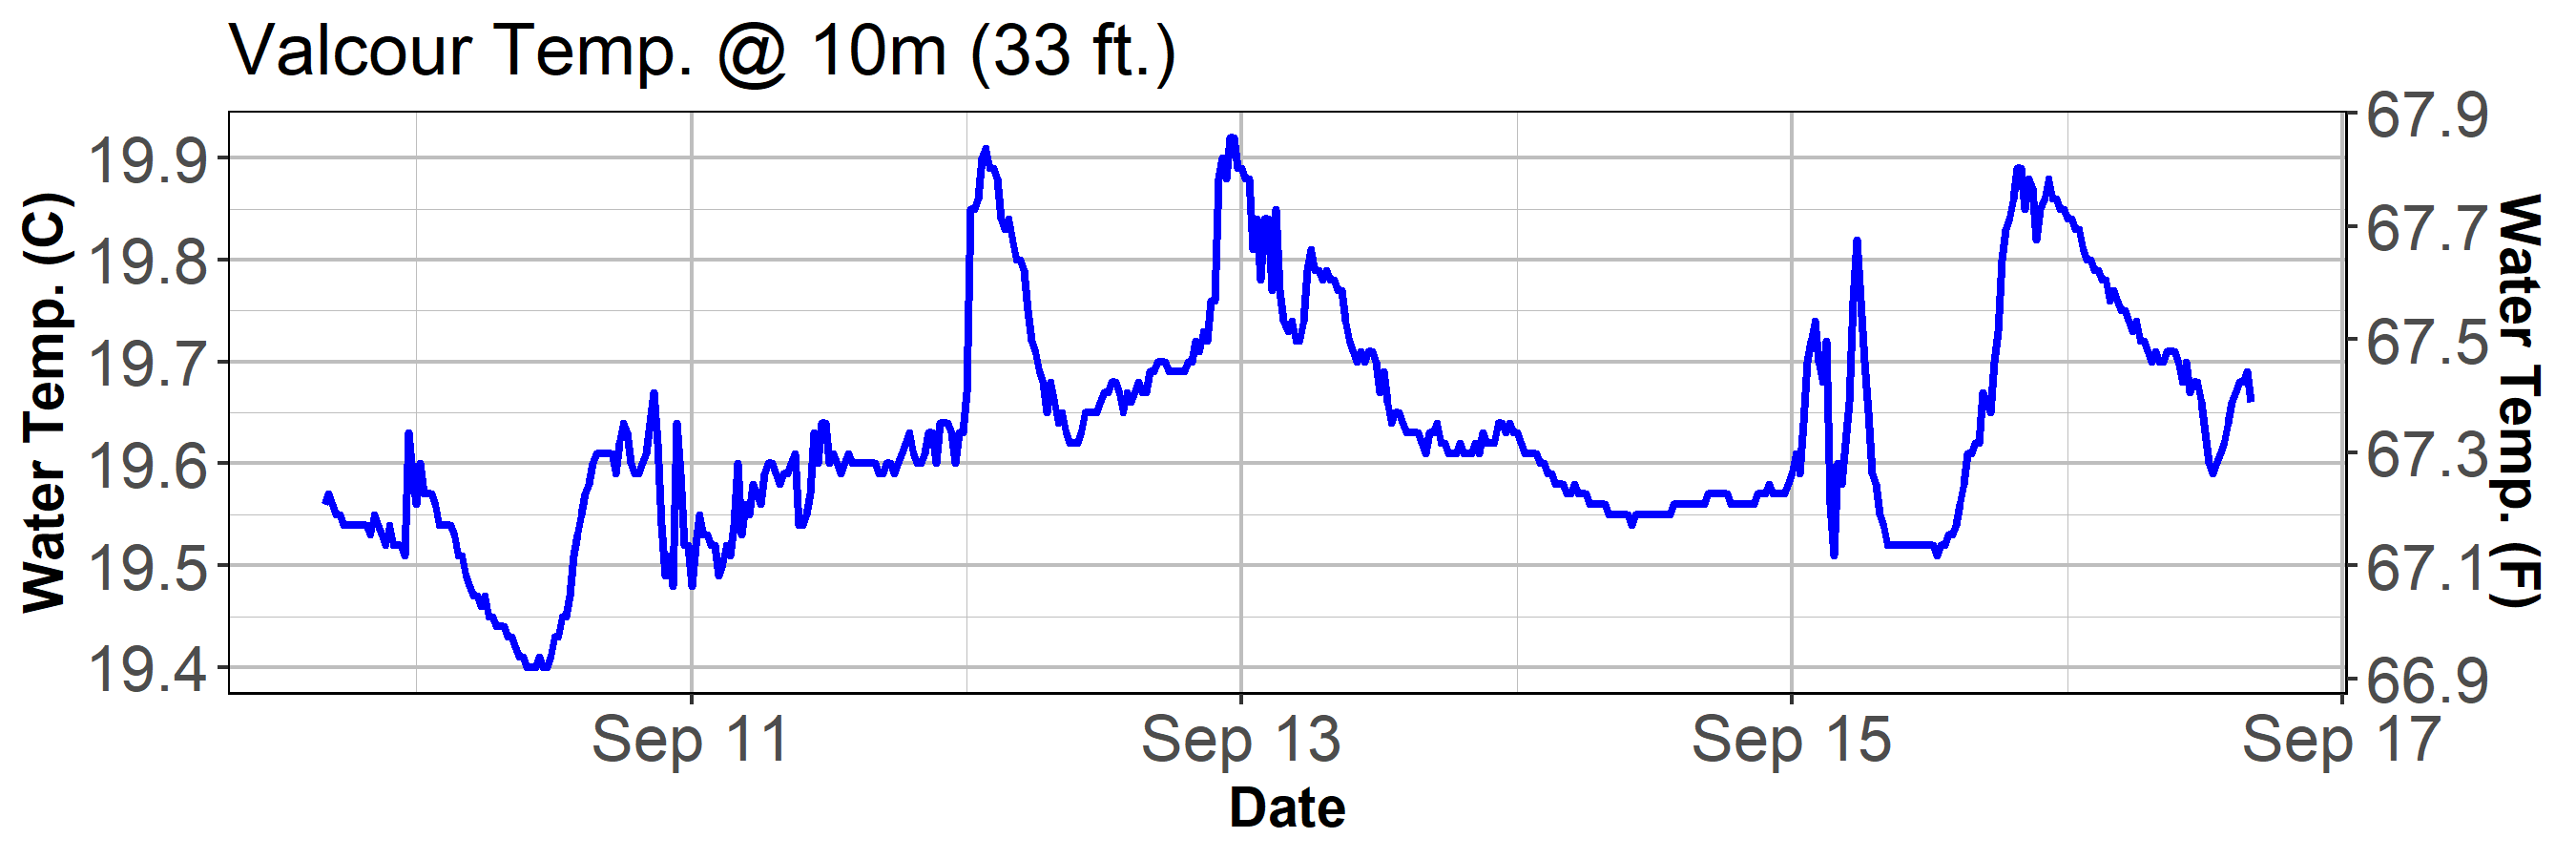 Valcour Temp. @ 10m (33 ft.)
Water Temp. (C)
19.9
19.8
19.7
19.6
19.5
19.4
67.9
67.7
67.5
67.3
67.1
66.9
Water Temp. (F)
Sep 11
Sep 13
Sep 15
Sep 17
Date